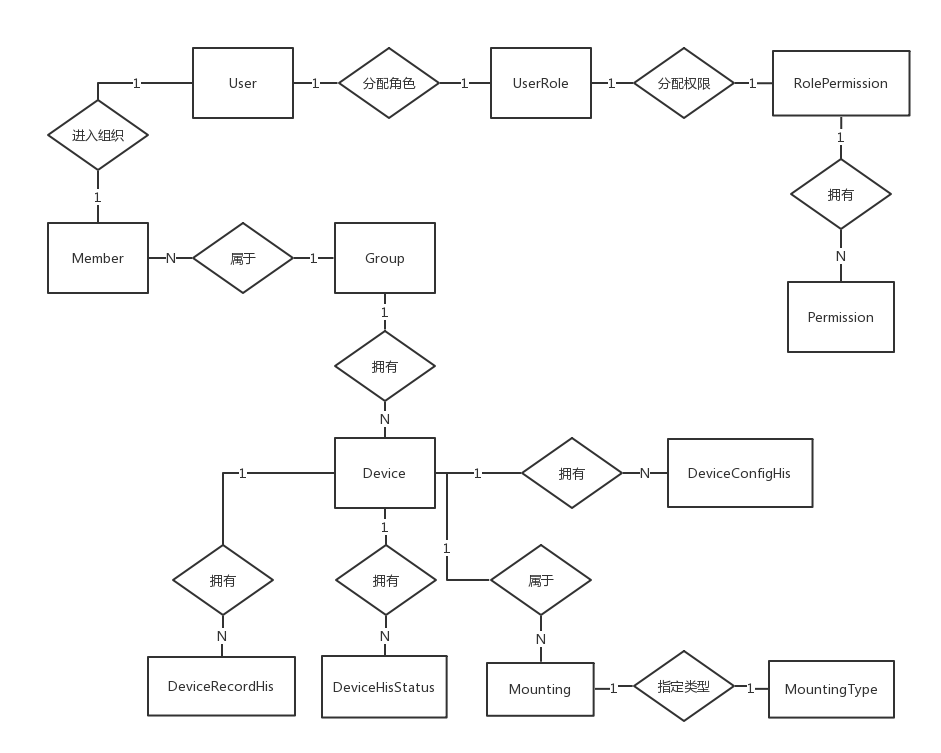 1
User
1
分配角色
1
UserRole
1
分配权限
1
RolePermission
进入组织
1
1
拥有
Member
N
属于
1
Group
N
1
Permission
拥有
N
1
Device
1
拥有
N
DeviceConfigHis
1
1
拥有
拥有
属于
N
N
N
DeviceRecordHis
DeviceHisStatus
Mounting
1
指定类型
1
MountingType